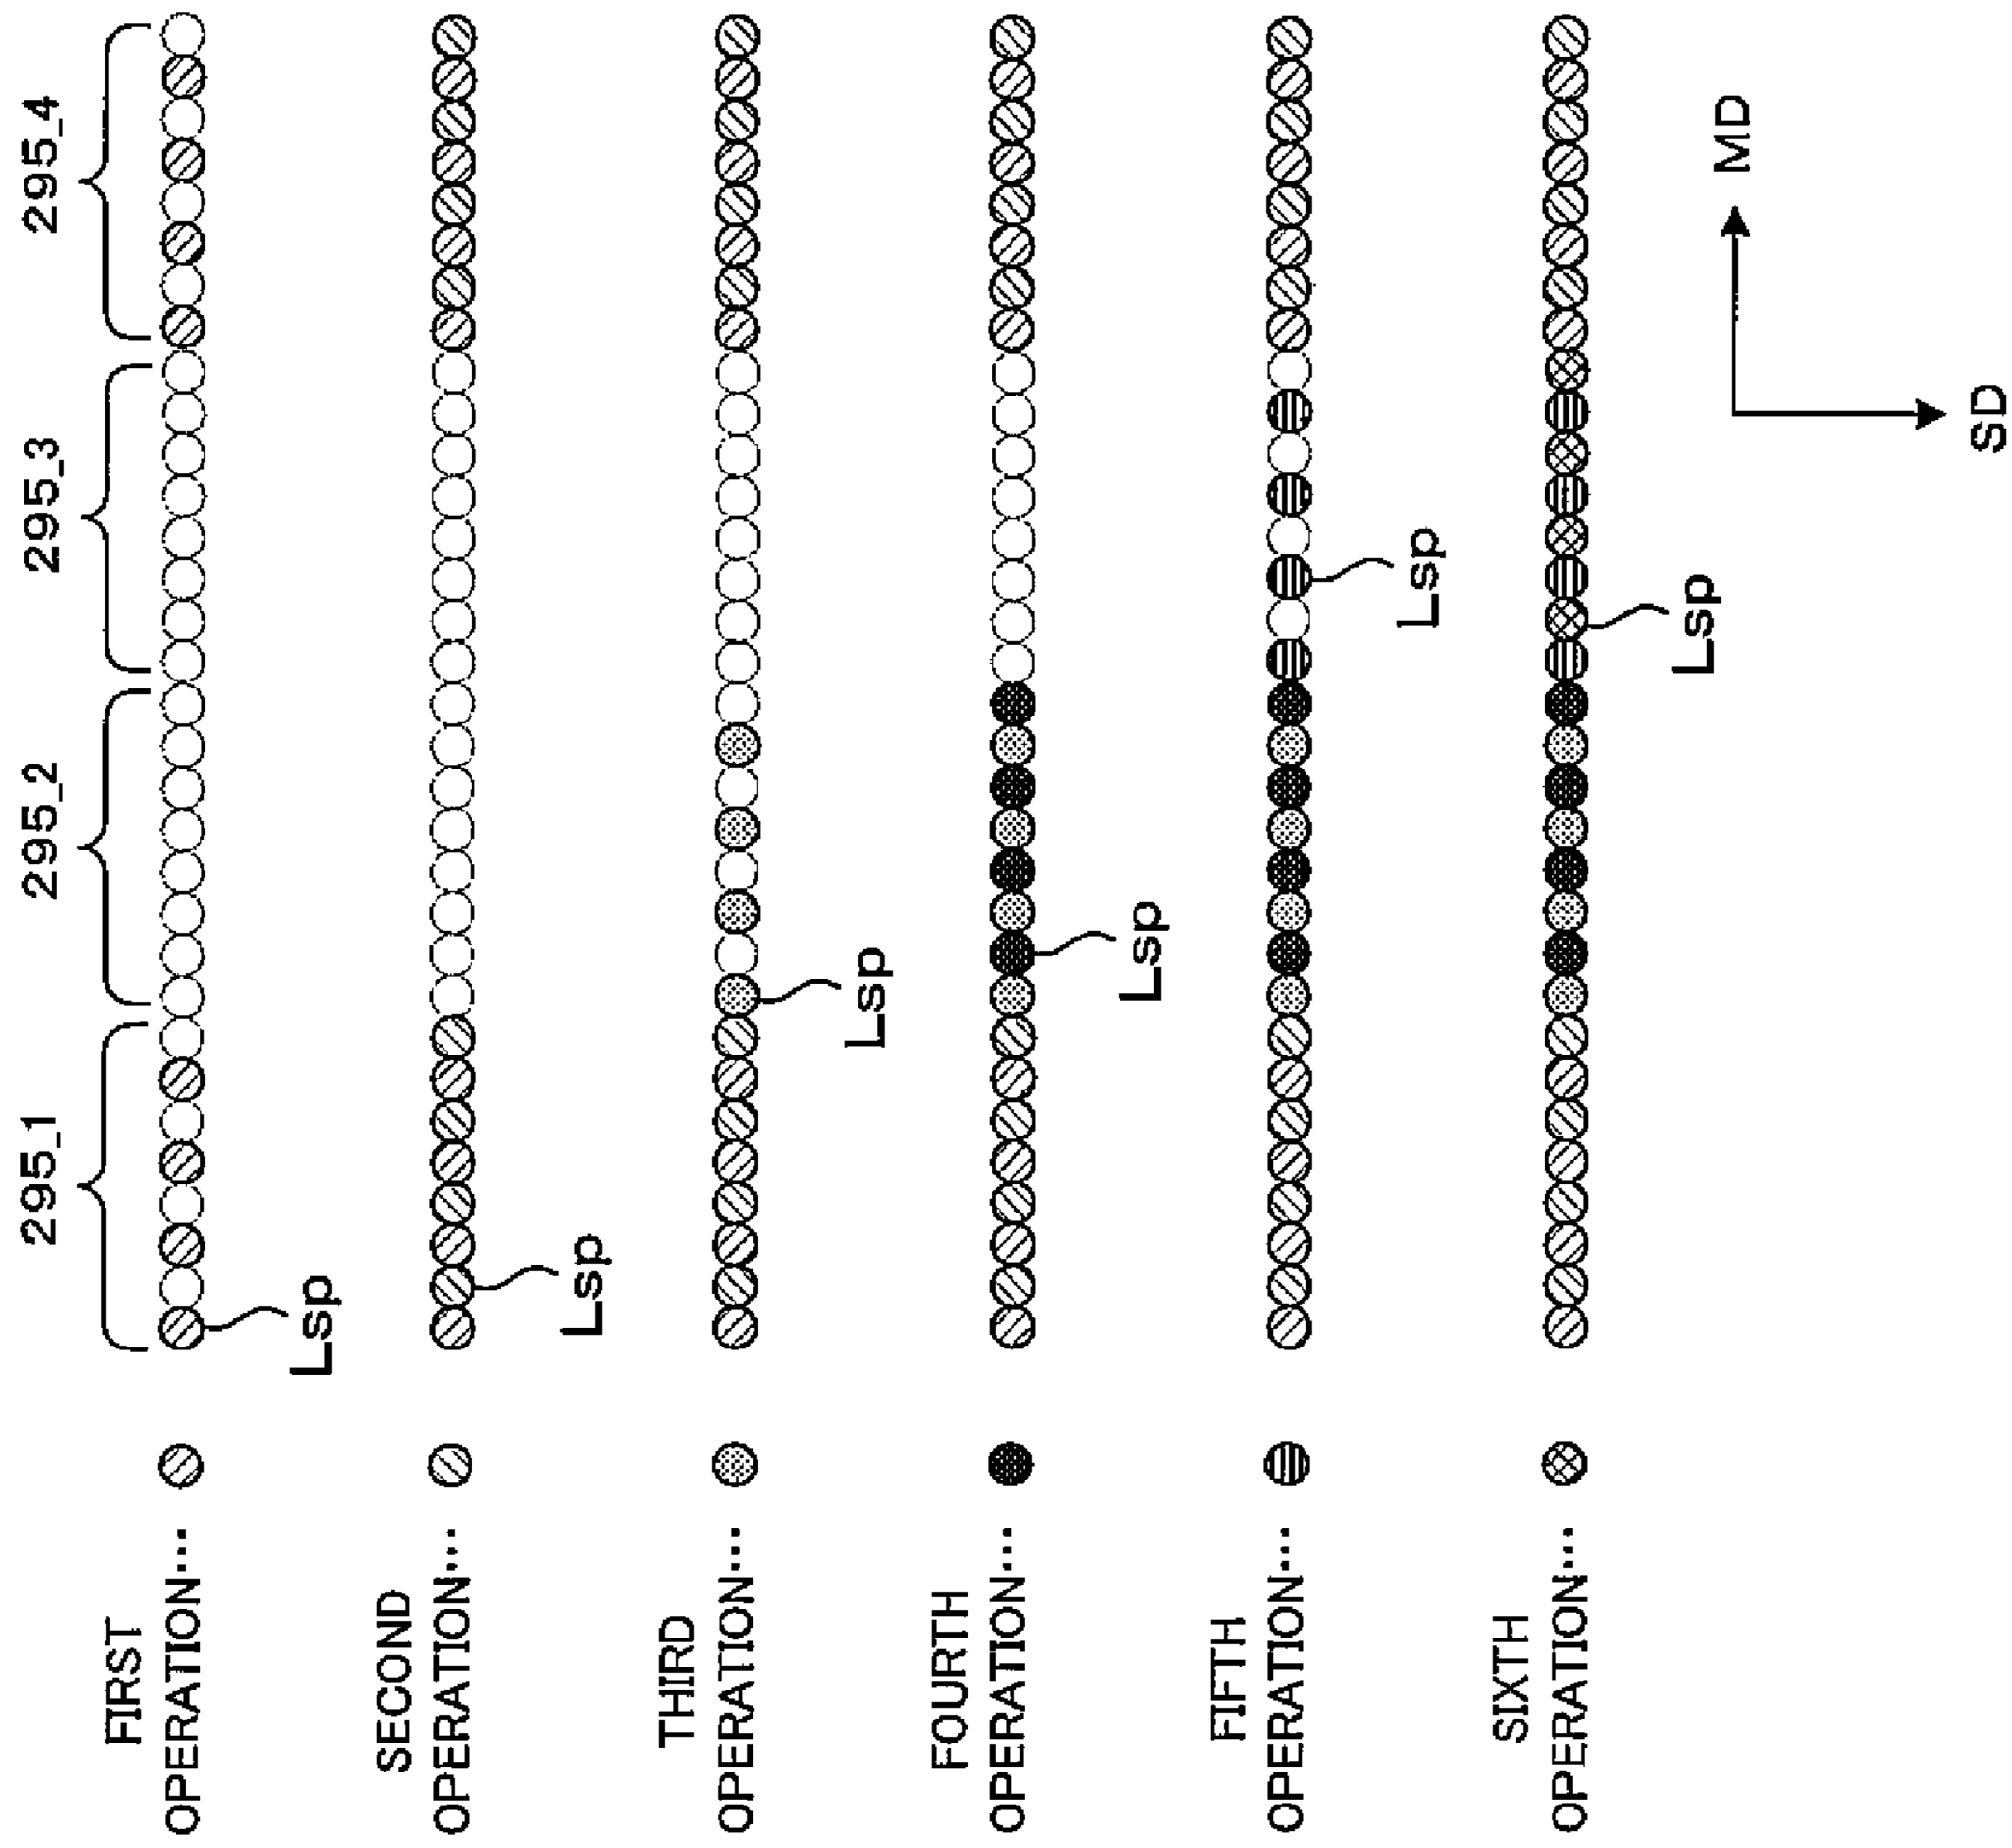 295_1
295_2
295_3
295_4
FIRST
OPERATION...
Lsp
SECOND
OPERATION...
Lsp
THIRD
OPERATION...
Lsp
FOURTH
OPERATION...
Lsp
FIFTH
OPERATION...
Lsp
SIXTH
OPERATION...
Lsp
MD
SD